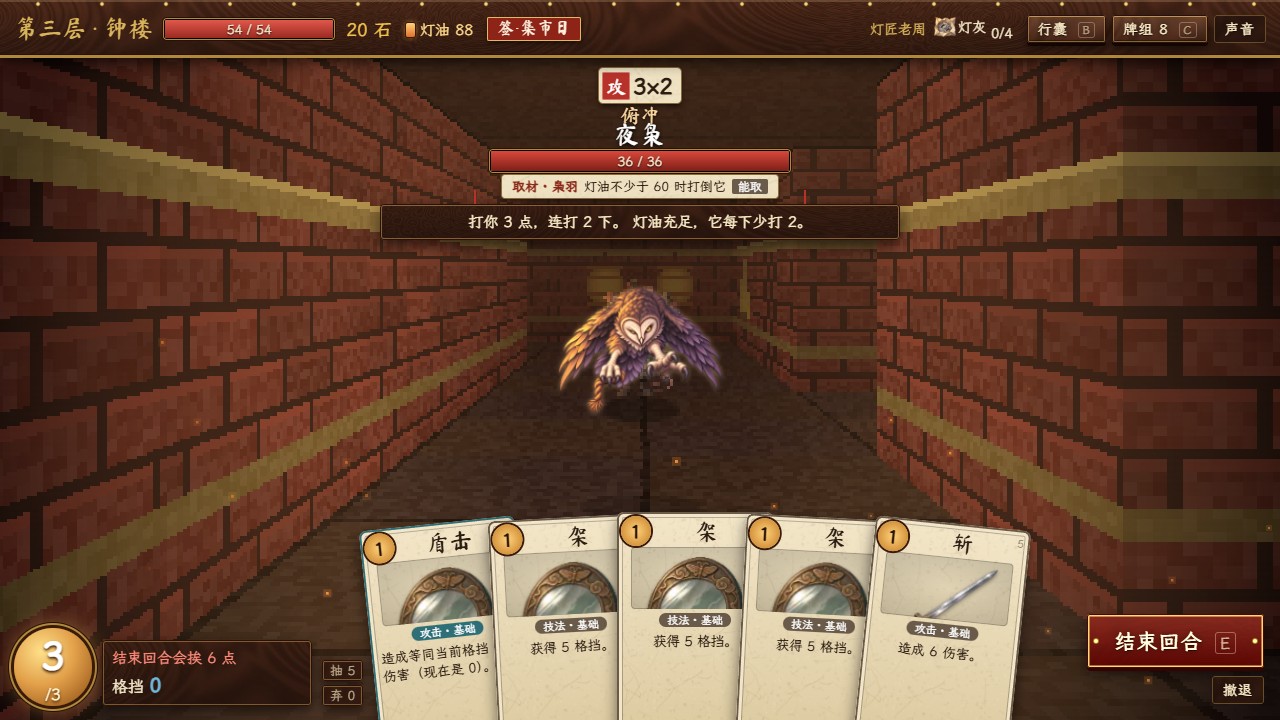 第三层·钟楼
54 / 54
20 石
灯油 88
签·集市日
灯匠老周
灯灰 0/4
行囊 B
牌组 8 C
声音
攻 3×2
俯冲
夜枭
36 / 36
取材·枭羽 灯油不少于 60 时打倒它 能取
打你 3 点，连打 2 下。 灯油充足，它每下少打 2。
1 盾击
攻击·基础
造成等同当前格挡
伤害（现在是 0）。
1 架
技法·基础
获得 5 格挡。
1 架
技法·基础
获得 5 格挡。
1 架
技法·基础
获得 5 格挡。
1 斩 5
攻击·基础
造成 6 伤害。
3
/3
结束回合会挨 6 点
格挡 0
抽 5
弃 0
结束回合 E
撤退